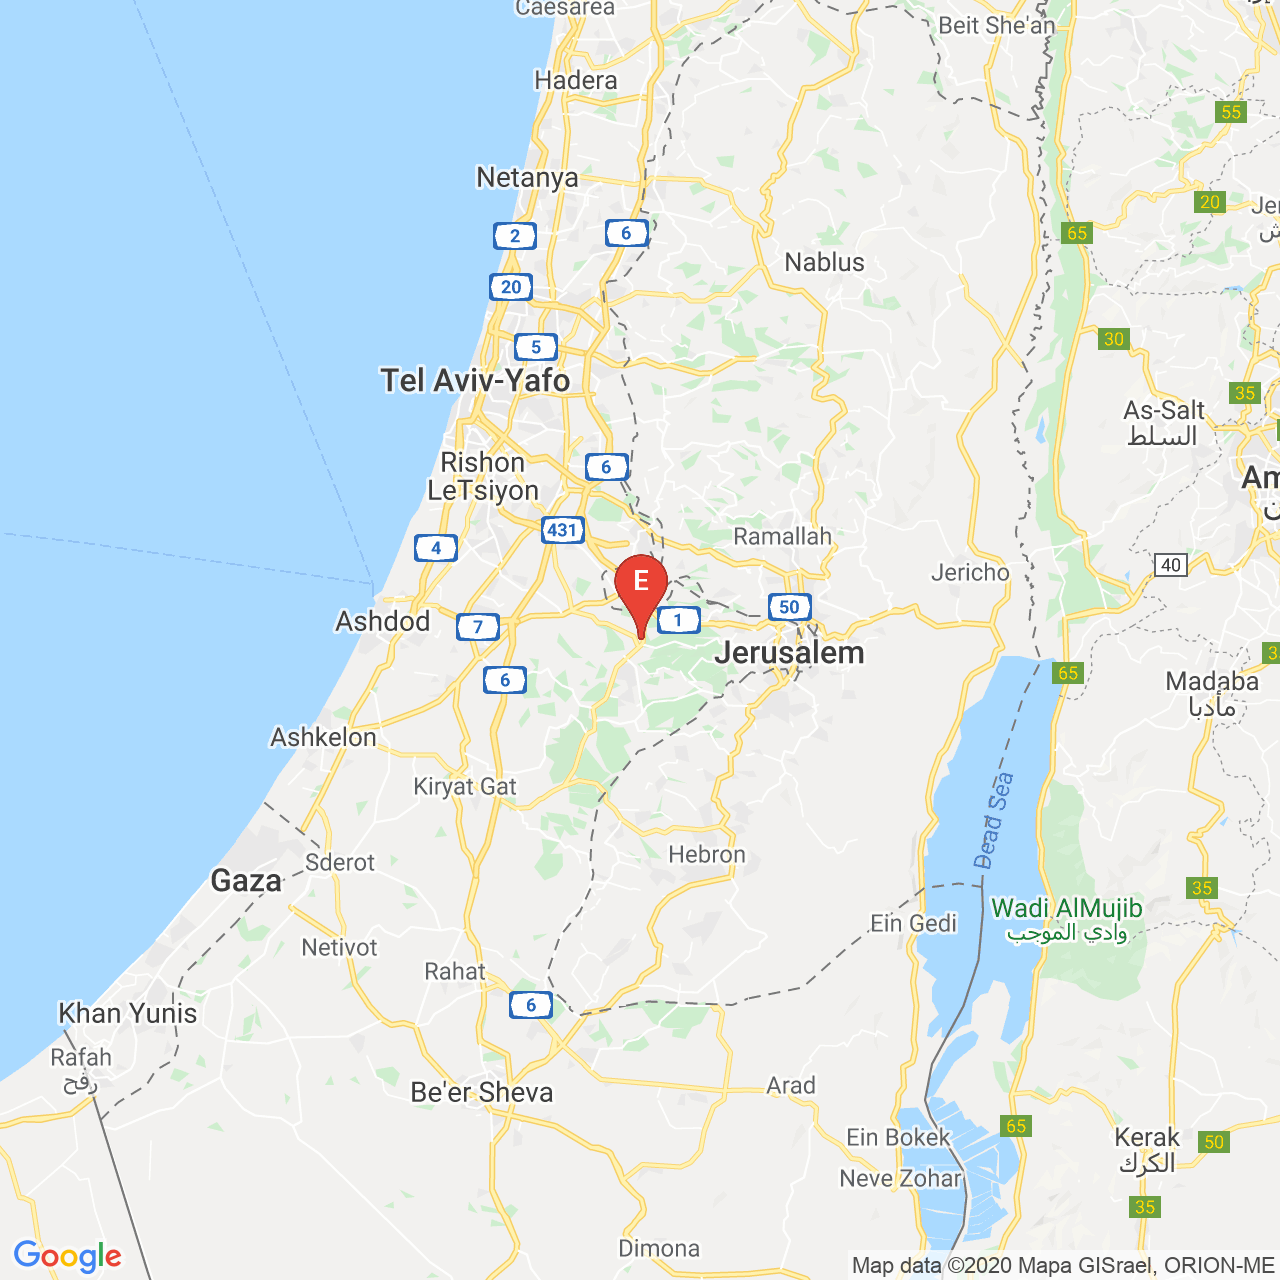 Caesarea
Beit She'an
Hadera
55
Netanya
20
Jer
2
6
65
Nablus
20
30
5
Tel Aviv-Yafo
35
As-Salt
السلط
Rishon
LeTsiyon
6
Am
431
4
Ramallah
40
Jericho
E
50
Ashdod
7
1
Jerusalem
6
65
Madaba
مأدبا
Ashkelon
Kiryat Gat
Dead Sea
Hebron
Sderot
Gaza
35
Wadi AlMujib
وادي الموجب
Ein Gedi
Netivot
Rahat
6
Khan Yunis
Rafah
رفح
Be'er Sheva
Arad
65
Ein Bokek
Kerak
الكرك
50
Neve Zohar
35
Dimona
Google
Map data ©2020 Mapa GISrael, ORION-ME